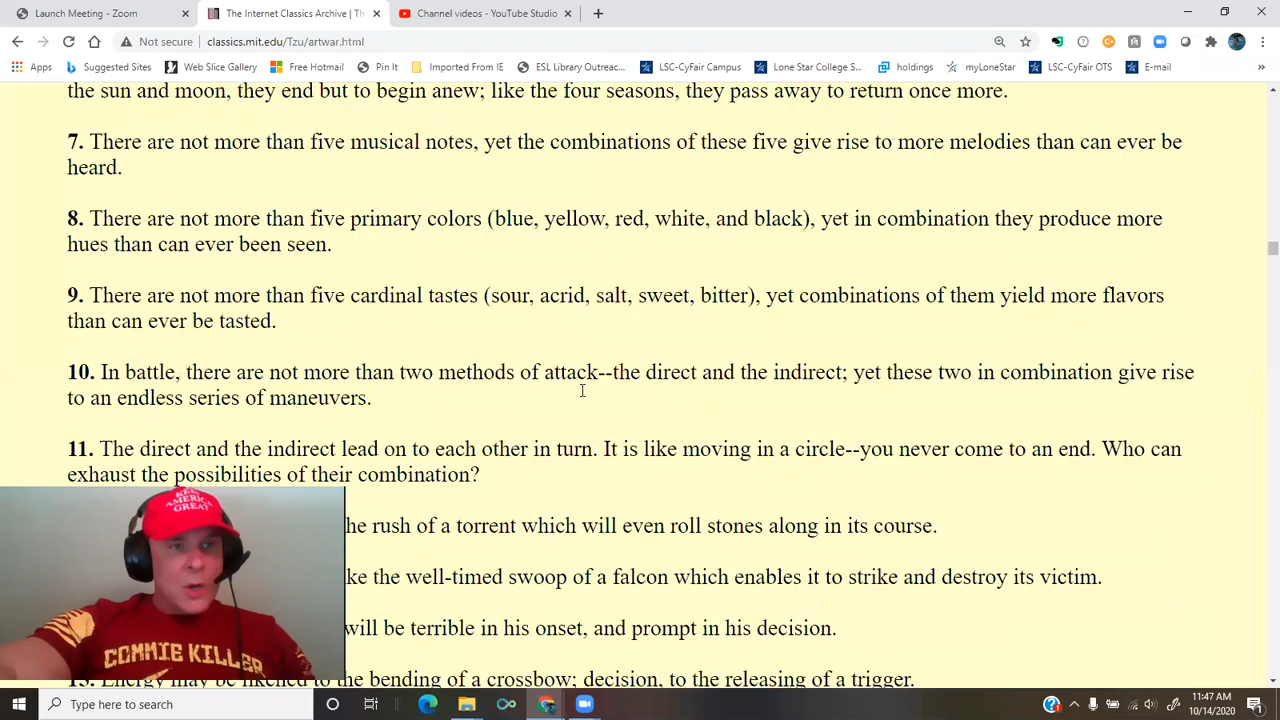 Launch Meeting - Zoom
The Internet Classics Archive | Th
Channel videos - YouTube Studio
Not secure | classics.mit.edu/Tzu/artwar.html
Apps Suggested Sites Web Slice Gallery Free Hotmail Pin It Imported From IE ESL Library Outreac... LSC-CyFair Campus Lone Star College S... holdings myLoneStar LSC-CyFair OTS E-mail »
the sun and moon, they end but to begin anew; like the four seasons, they pass away to return once more.
7. There are not more than five musical notes, yet the combinations of these five give rise to more melodies than can ever be
heard.
8. There are not more than five primary colors (blue, yellow, red, white, and black), yet in combination they produce more
hues than can ever been seen.
9. There are not more than five cardinal tastes (sour, acrid, salt, sweet, bitter), yet combinations of them yield more flavors
than can ever be tasted.
10. In battle, there are not more than two methods of attack--the direct and the indirect; yet these two in combination give rise
to an endless series of maneuvers.
11. The direct and the indirect lead on to each other in turn. It is like moving in a circle--you never come to an end. Who can
exhaust the possibilities of their combination?
he rush of a torrent which will even roll stones along in its course.
ke the well-timed swoop of a falcon which enables it to strike and destroy its victim.
will be terrible in his onset, and prompt in his decision.
15. Energy may be likened to the bending of a crossbow; decision, to the releasing of a trigger.
KEEP
AMERICA
GREAT
COMMIE KILLER
Type here to search
11:47 AM
10/14/2020
1